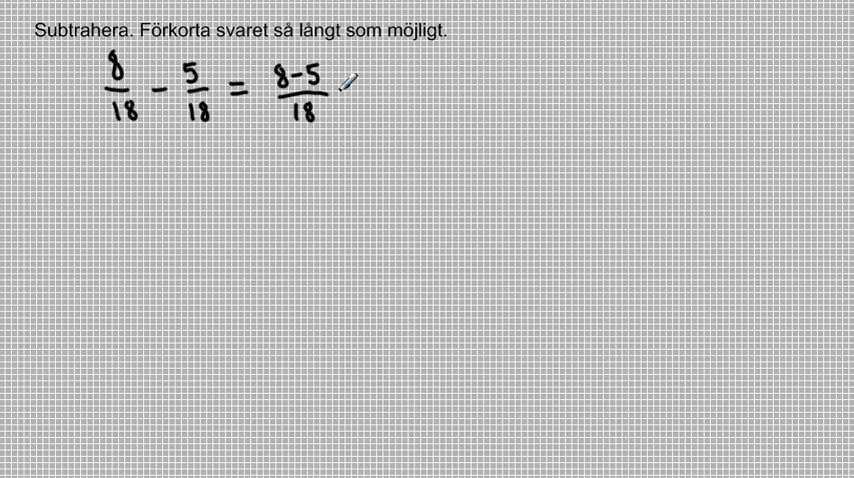 Subtrahera. Förkorta svaret så långt som möjligt.
8/18 − 5/18 = (8−5)/18